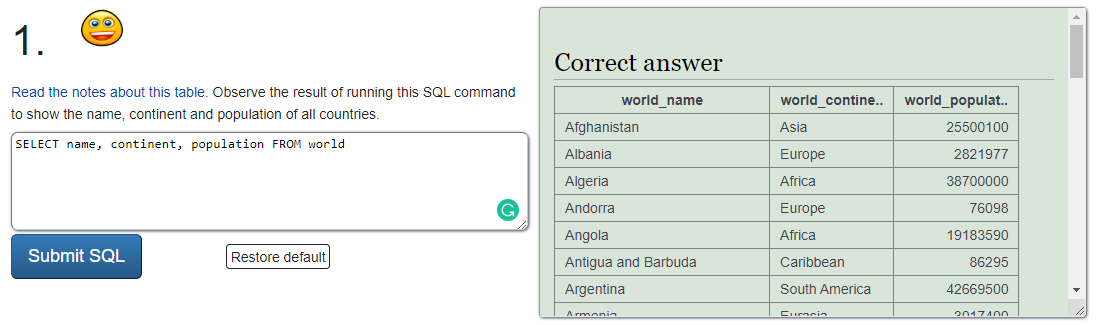 1.
Read the notes about this table. Observe the result of running this SQL command
to show the name, continent and population of all countries.
SELECT name, continent, population FROM world
Submit SQL
Restore default
Correct answer
world_name world_contine.. world_populat..
Afghanistan Asia 25500100
Albania Europe 2821977
Algeria Africa 38700000
Andorra Europe 76098
Angola Africa 19183590
Antigua and Barbuda Caribbean 86295
Argentina South America 42669500
Armenia Eurasia 3017400